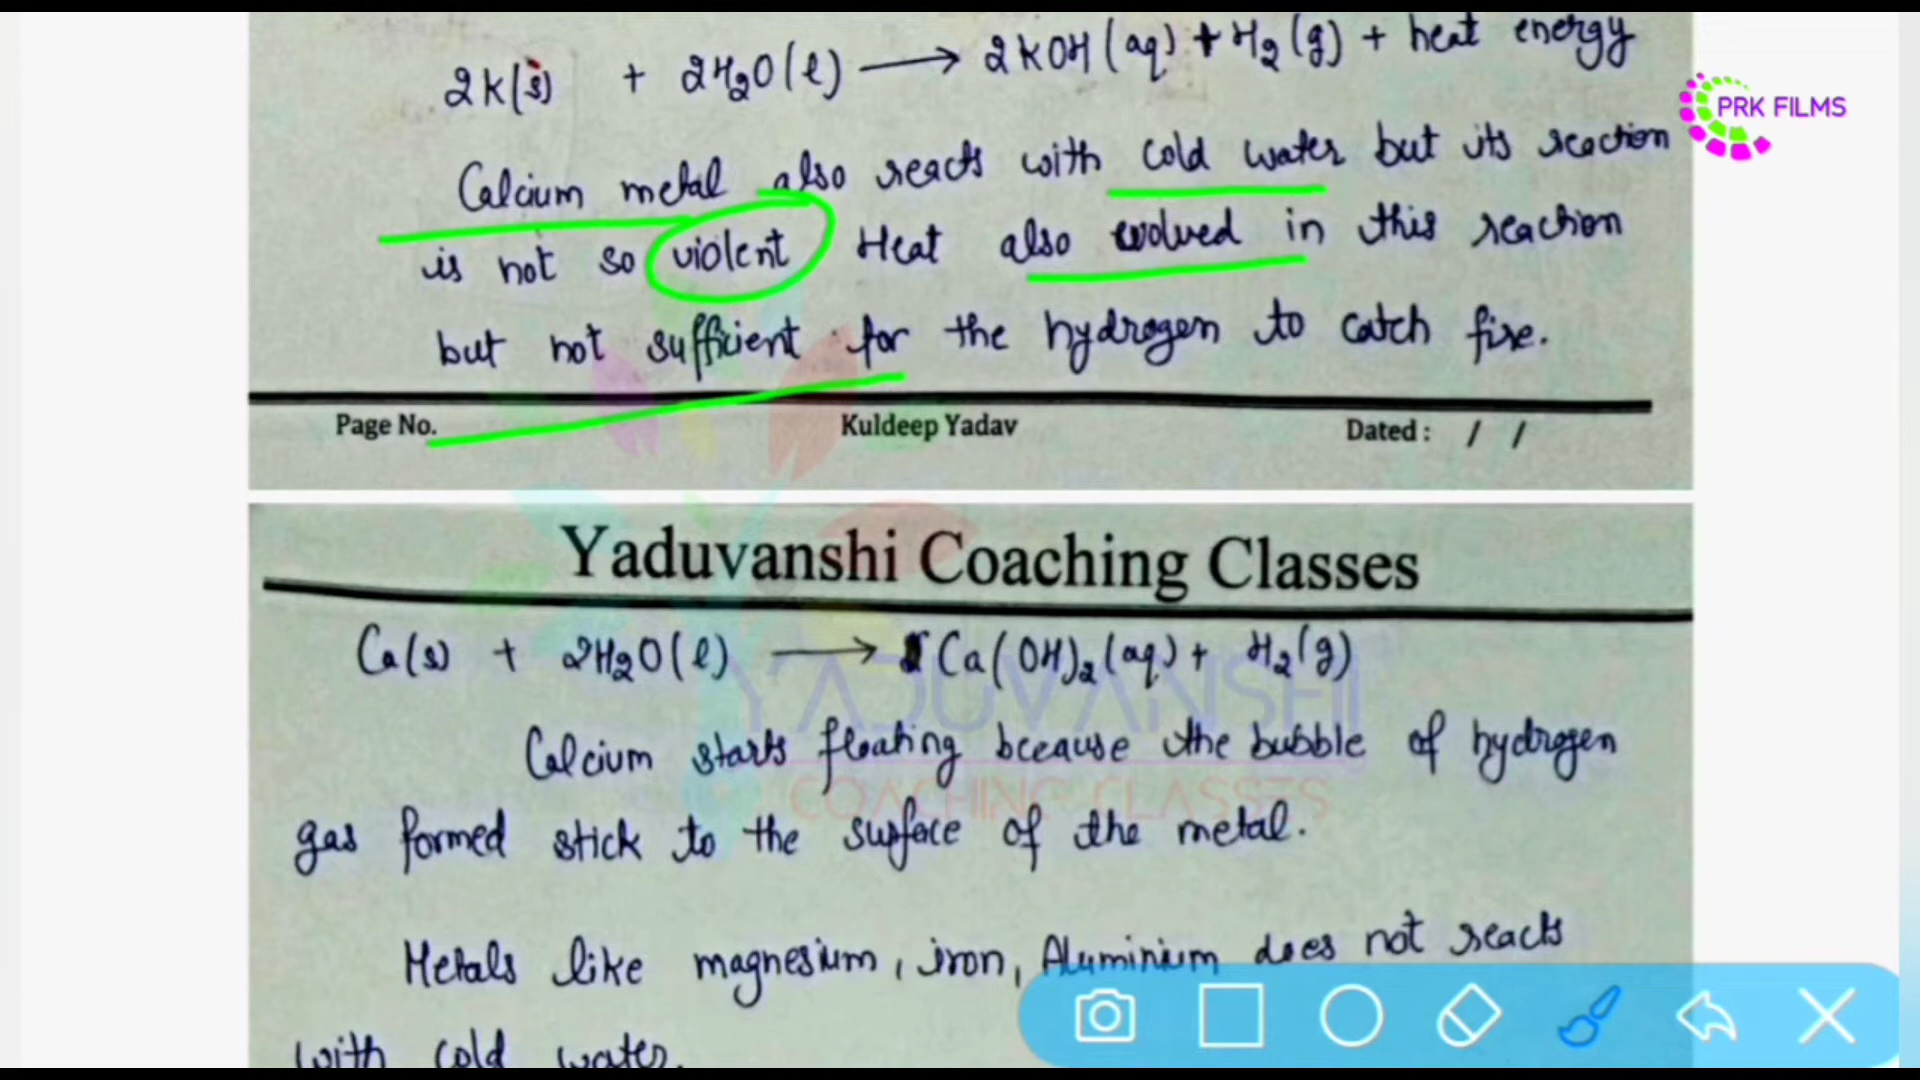 2K(s) + 2H2O(l) → 2KOH(aq) + H2(g) + heat energy
PRK FILMS
Calcium metal also reacts with cold water but its reaction
is not so violent Heat also evolved in this reaction
but not sufficient for the hydrogen to catch fire.
Page No. Kuldeep Yadav Dated : / /
Yaduvanshi Coaching Classes
Ca(s) + 2H2O(l) → Ca(OH)2(aq) + H2(g)
YADUVANSHI
COACHING CLASSES
Calcium starts floating because the bubble of hydrogen
gas formed stick to the surface of the metal.
Metals like magnesium, iron, Aluminium does not reacts
with cold water.